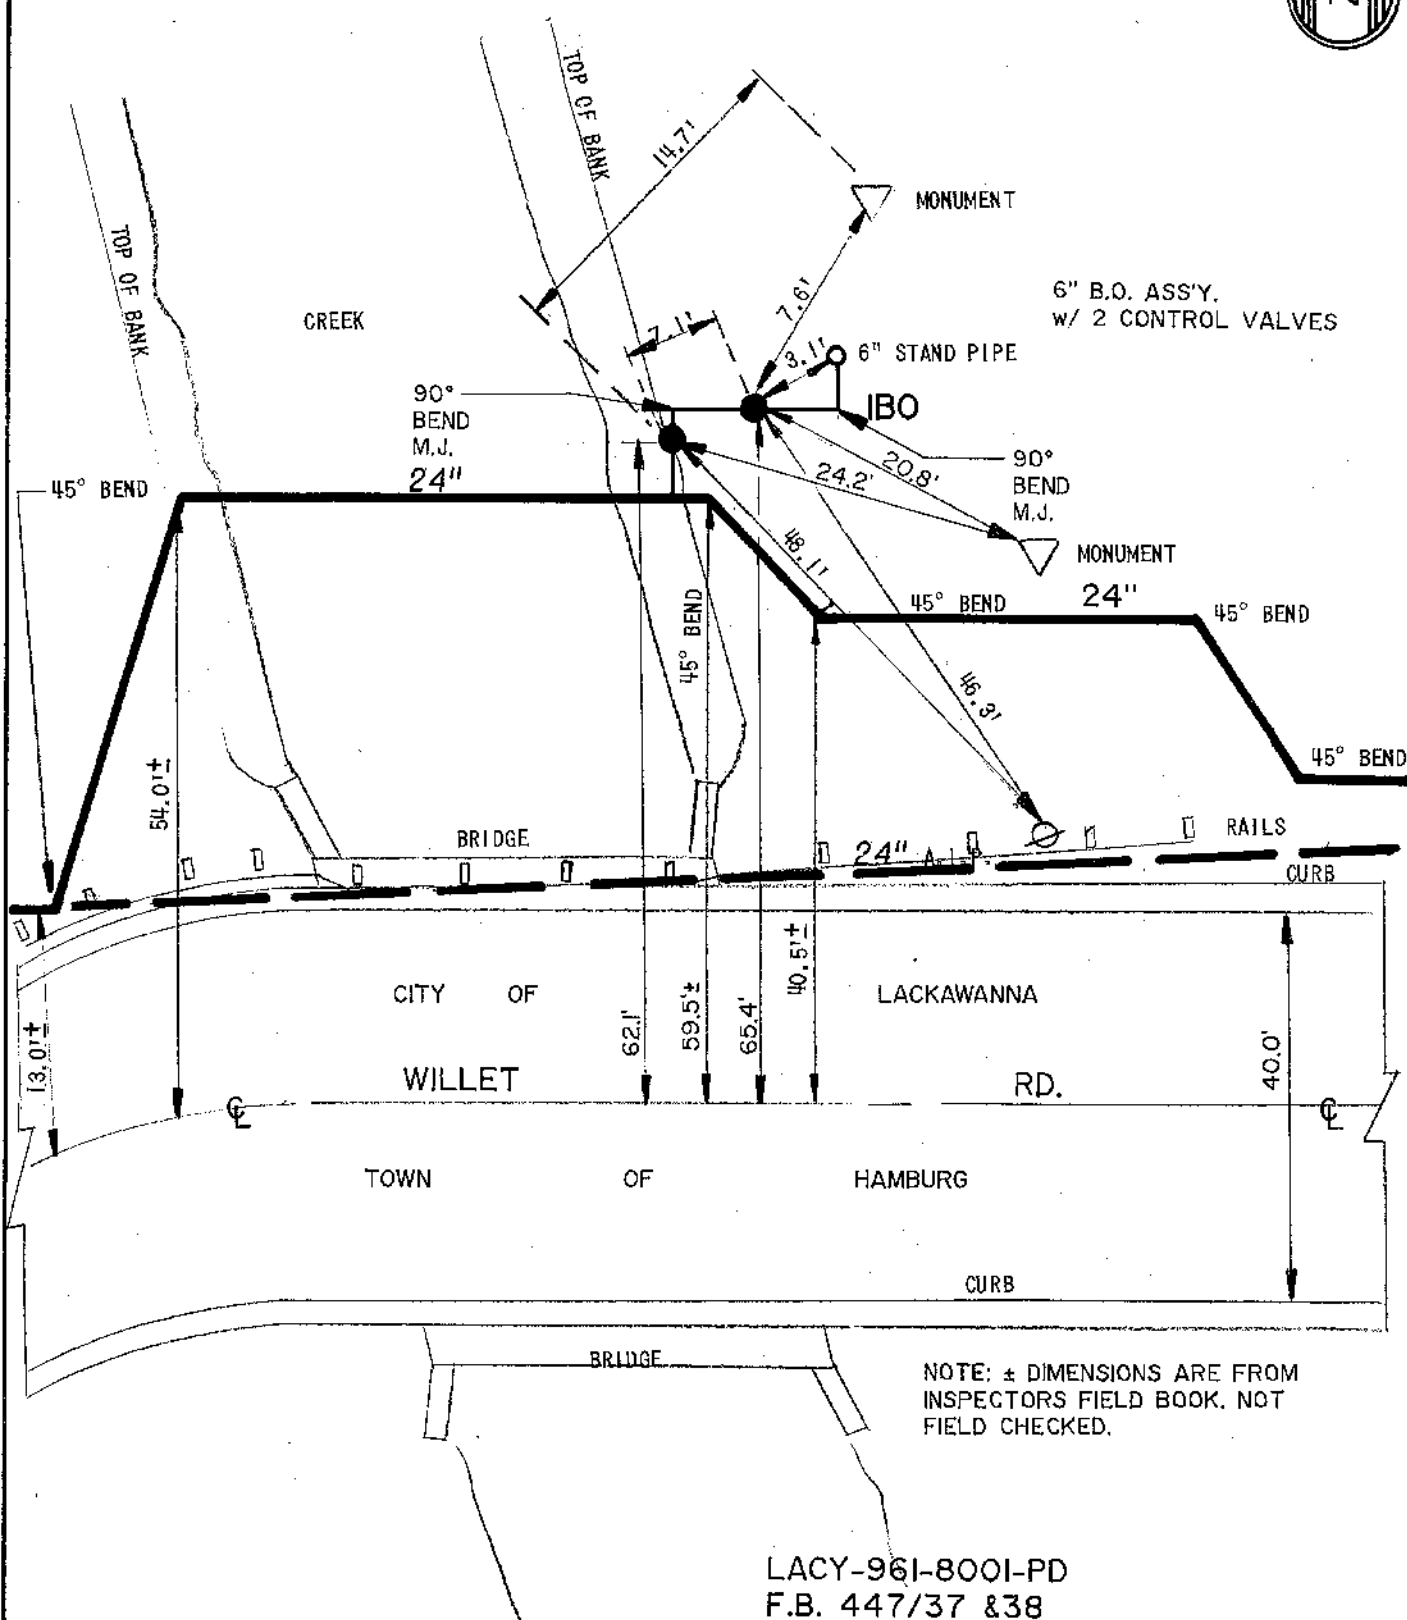 TOP OF BANK
14.7'
MONUMENT
TOP OF BANK
7.6'
6" B.O. ASS'Y.
w/ 2 CONTROL VALVES
CREEK
7.1'
3.1'
6" STAND PIPE
90°
BEND
M.J.
IBO
24"
45° BEND
24.2'
20.8'
90°
BEND
M.J.
48.1'
MONUMENT
45° BEND
45° BEND
24"
45° BEND
46.3'
45° BEND
54.0'±
BRIDGE
24"
RAILS
CURB
13.0'±
CITY OF LACKAWANNA
62.1'
59.5'±
65.4'
40.5'±
40.0'
WILLET RD.
℄
℄
TOWN OF HAMBURG
CURB
BRIDGE
NOTE: ± DIMENSIONS ARE FROM
INSPECTORS FIELD BOOK. NOT
FIELD CHECKED.
LACY-961-8001-PD
F.B. 447/37 &38